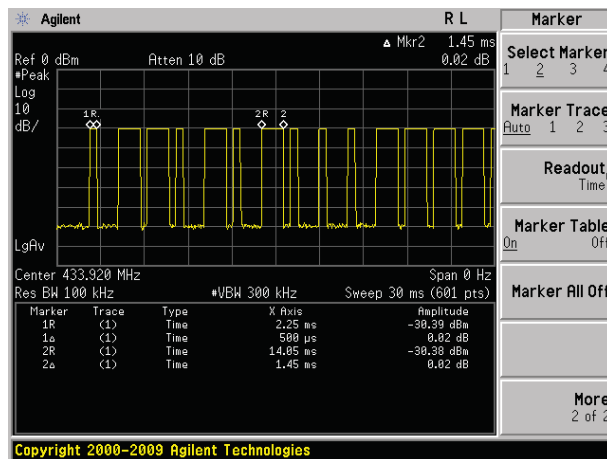 Agilent R L
Δ Mkr2 1.45 ms
Ref 0 dBm Atten 10 dB 0.02 dB
#Peak
Log
10
dB/
1R 2R 2
LgAv
Center 433.920 MHz Span 0 Hz
Res BW 100 kHz #VBW 300 kHz Sweep 30 ms (601 pts)
Marker Trace Type X Axis Amplitude
1R (1) Time 2.25 ms -30.39 dBm
1Δ (1) Time 500 µs 0.02 dB
2R (1) Time 14.05 ms -30.38 dBm
2Δ (1) Time 1.45 ms 0.02 dB
Copyright 2000-2009 Agilent Technologies
Marker
Select Marker
1 2 3 4
Marker Trace
Auto 1 2 3
Readout,
Time
Marker Table
On Off
Marker All Off
More
2 of 2